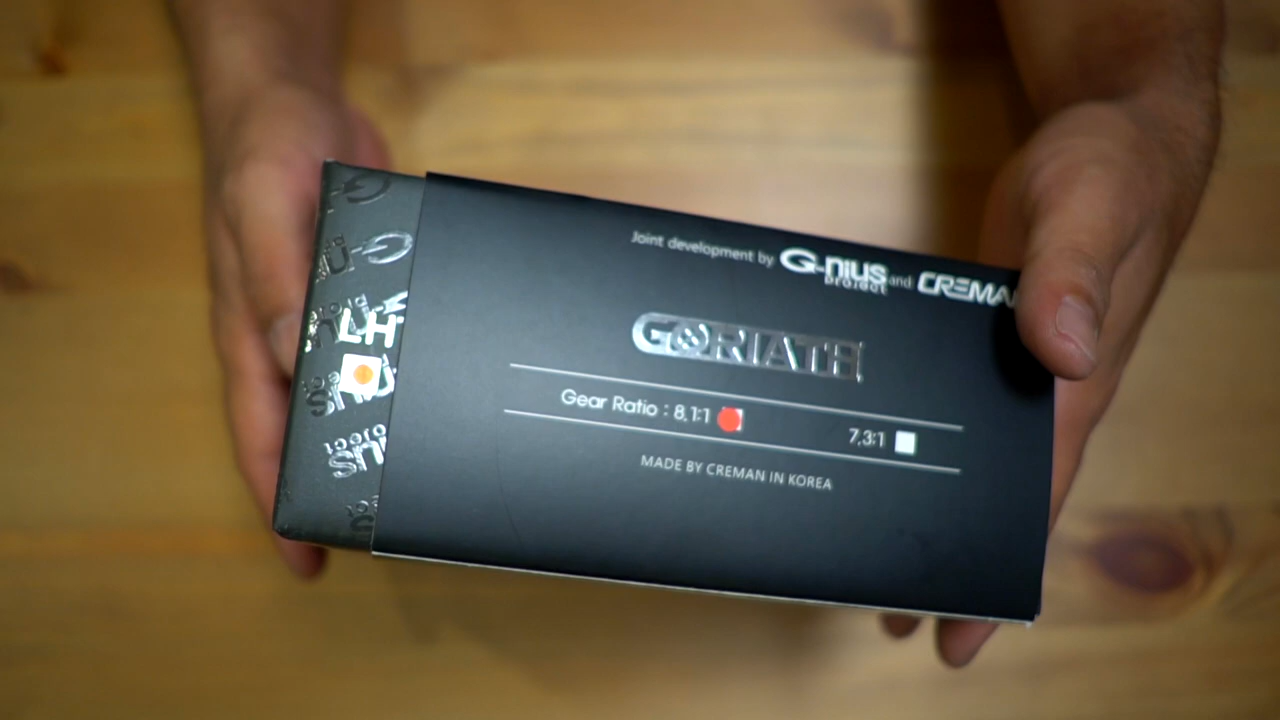 Joint development by G-nius project and CREMA
GORIATH
Gear Ratio : 8.1:1
7.3:1
MADE BY CREMAN IN KOREA
LH